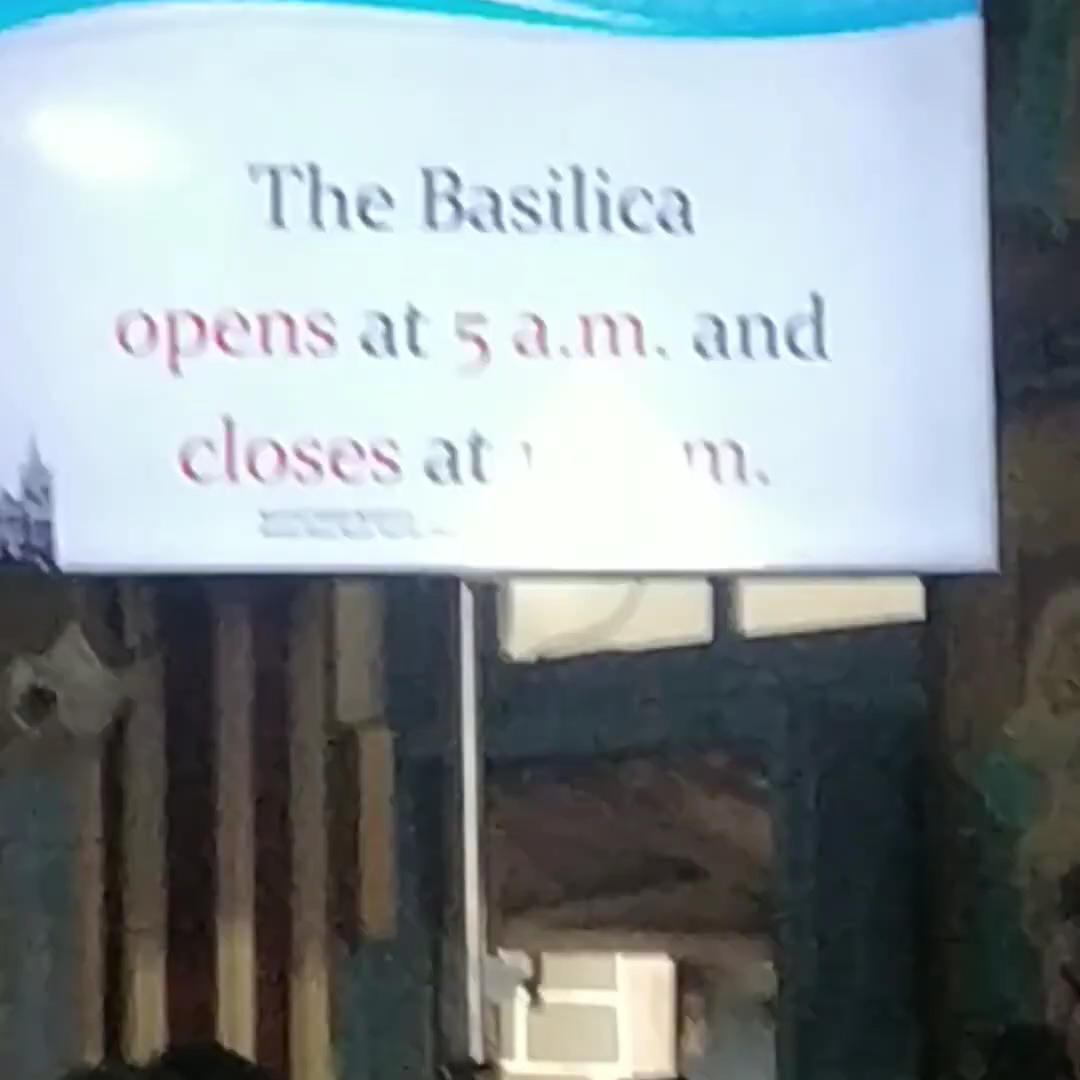 The Basilica
opens at 5 a.m. and
closes at